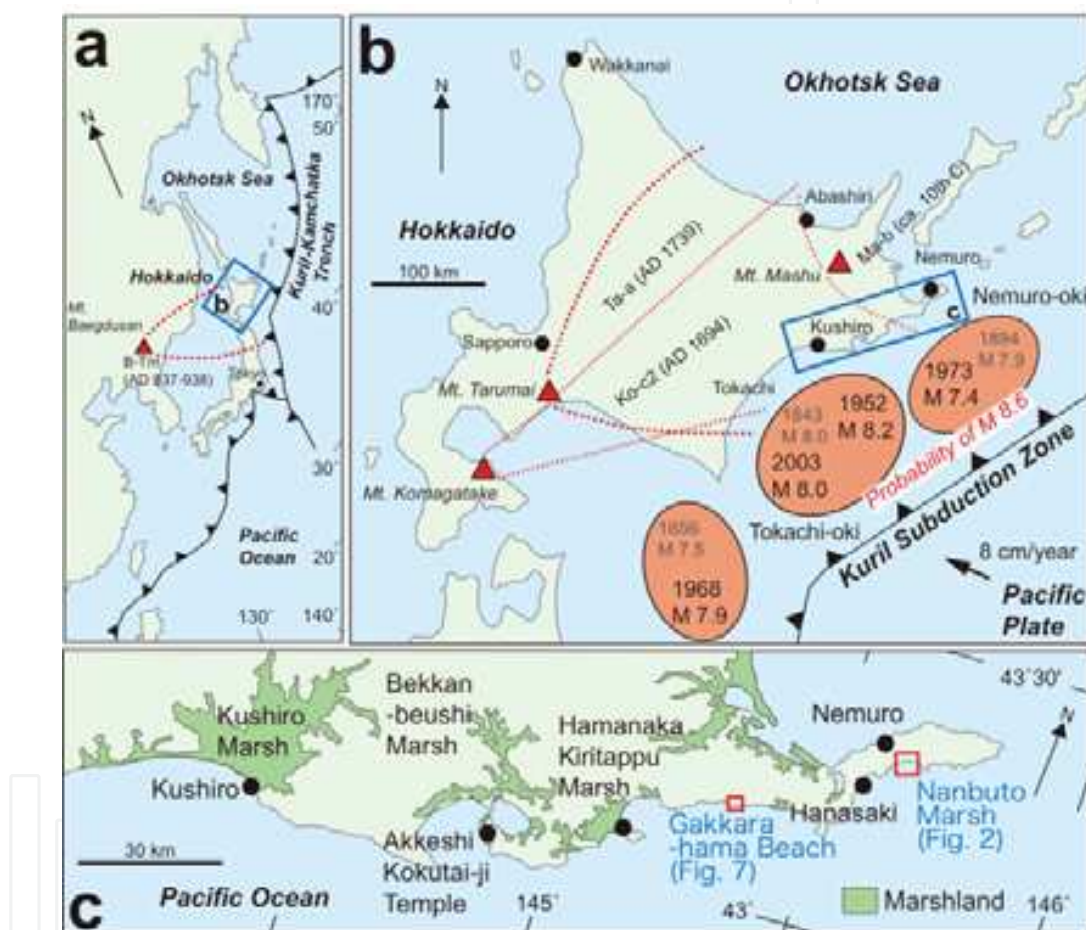 a
N
170°
50°
Okhotsk Sea
Kuril-Kamchatka
Trench
Hokkaido
b
40°
Mt.
Baegdusan
B-Tm
(AD 937-938)
Tokyo
30°
Pacific
Ocean
20°
130°
140°
b
Wakkanai
Okhotsk Sea
N
Hokkaido
100 km
Abashiri
Ma-b (ca. 10th-C)
Ta-a (AD 1739)
Mt. Mashu
Nemuro
Nemuro-oki
c
Kushiro
Sapporo
Ko-c2 (AD 1894)
Mt. Tarumai
Tokachi
1894
M 7.9
1973
M 7.4
1843
M 8.0
1952
M 8.2
2003
M 8.0
Probability of M 8.6
Mt. Komagatake
Tokachi-oki
Kuril Subduction Zone
1856
M 7.5
1968
M 7.9
8 cm/year
Pacific
Plate
43°30'
N
Kushiro
Marsh
Bekkan
-beushi
Marsh
Hamanaka
Kiritappu
Marsh
Nemuro
Kushiro
Hanasaki
Nanbuto
Marsh
(Fig. 2)
Gakkara
-hama Beach
(Fig. 7)
Akkeshi
Kokutai-ji
Temple
30 km
Pacific Ocean
c
145°
43°
Marshland
146°